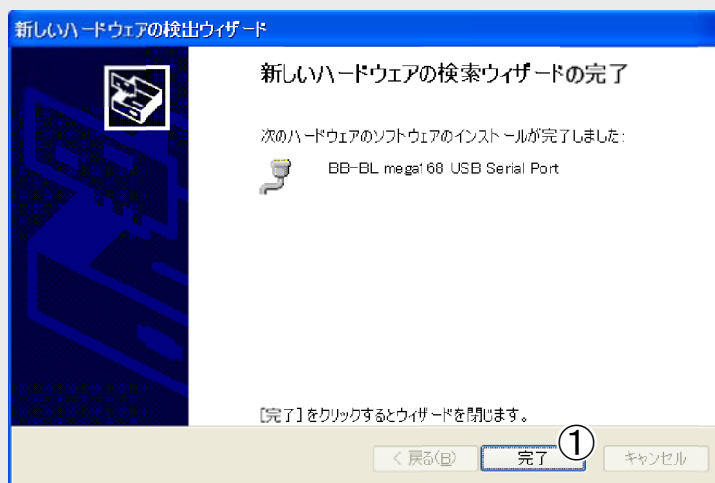 新しいハードウェアの検出ウィザード
新しいハードウェアの検索ウィザードの完了
次のハードウェアのソフトウェアのインストールが完了しました:
BB-BL mega168 USB Serial Port
[完了]をクリックするとウィザードを閉じます。
< 戻る(B) 完了 ① キャンセル